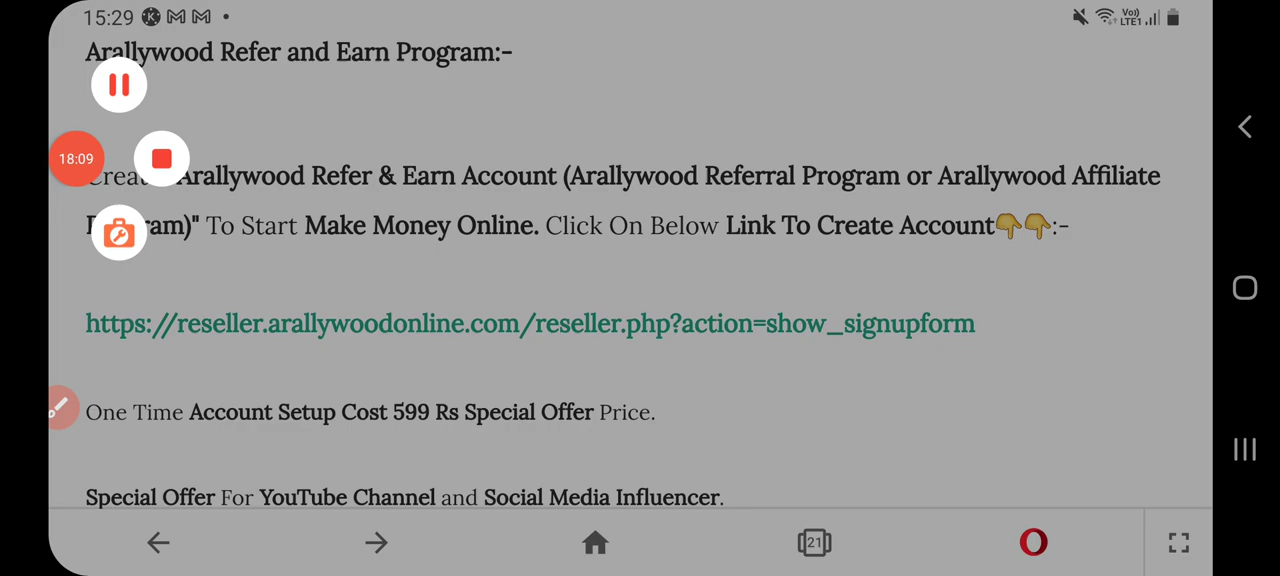 15:29
Vo))
LTE1
Arallywood Refer and Earn Program:-
18:09
Arallywood Refer & Earn Account (Arallywood Referral Program or Arallywood Affiliate
To Start Make Money Online. Click On Below Link To Create Account👇👇:-
https://reseller.arallywoodonline.com/reseller.php?action=show_signupform
One Time Account Setup Cost 599 Rs Special Offer Price.
Special Offer For YouTube Channel and Social Media Influencer.
21